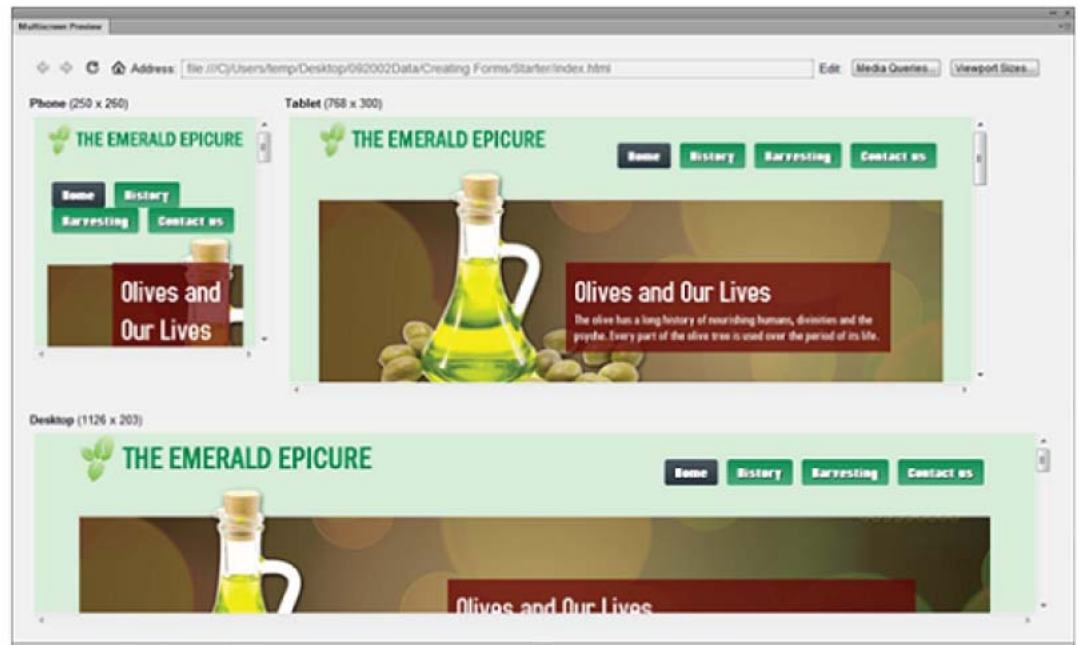 Multiscreen Preview
Address: file:///C|/Users/temp/Desktop/092002Data/Creating Forms/Starter/index.html
Edit: Media Queries... Viewport Sizes...
Phone (250 x 260)
THE EMERALD EPICURE
Home History
Harvesting Contact us
Olives and
Our Lives
Tablet (768 x 300)
THE EMERALD EPICURE
Home History Harvesting Contact us
Olives and Our Lives
The olive has a long history of nourishing humans, divinities and the
psyche. Every part of the olive tree is used over the period of its life.
Desktop (1126 x 203)
THE EMERALD EPICURE
Home History Harvesting Contact us
Olives and Our Lives